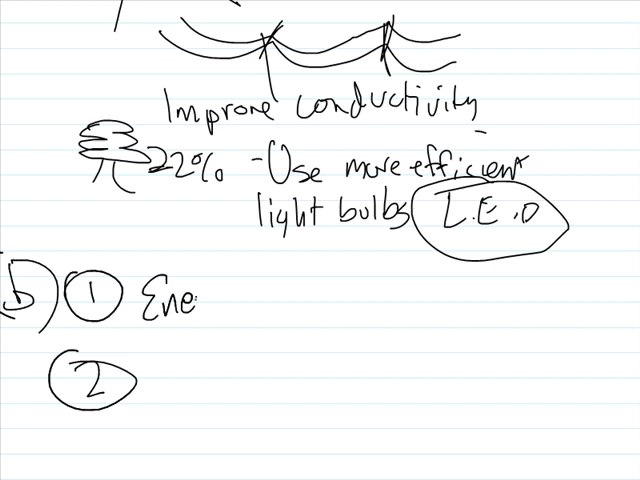 Improve conductivity
22% - Use more efficient
light bulbs L.E.D
b) 1 Ene
2